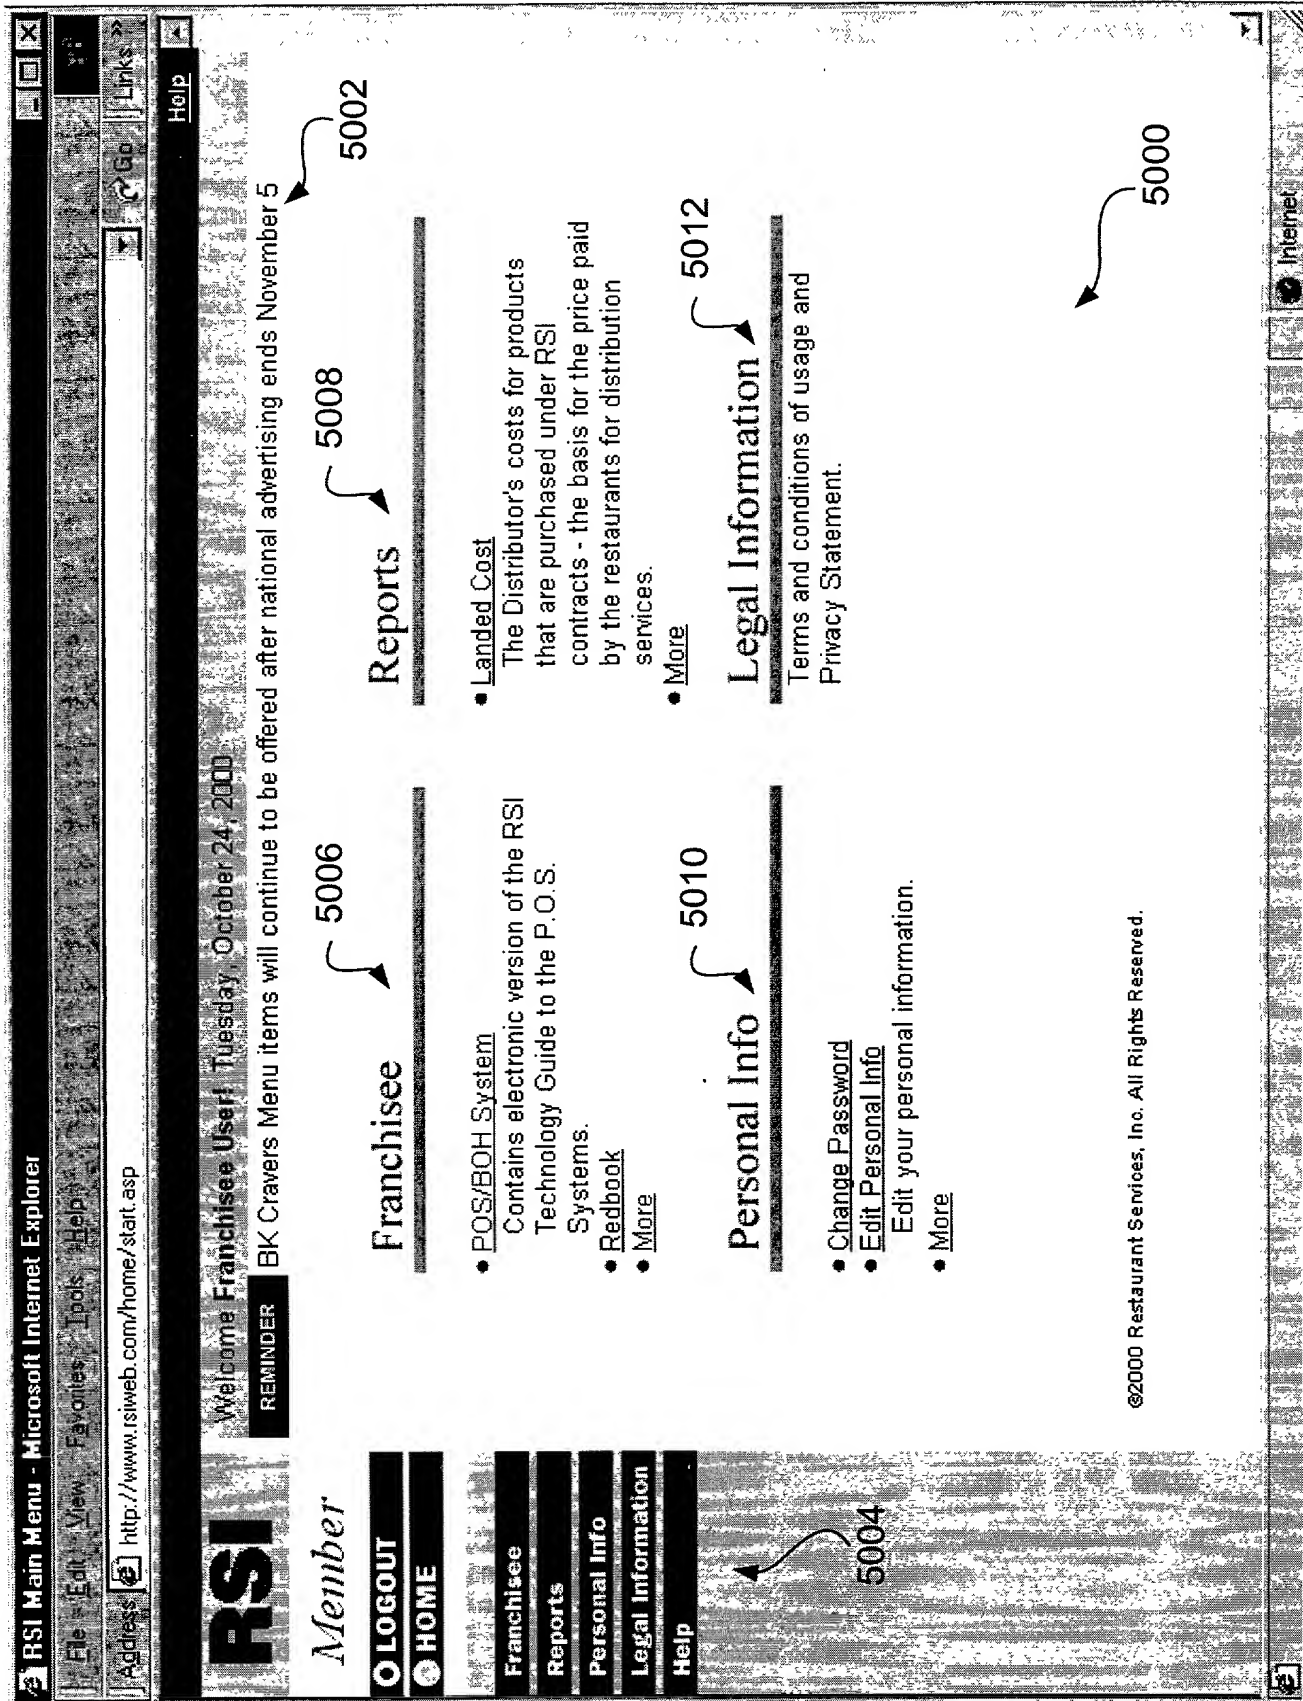 RSI Main Menu - Microsoft Internet Explorer
File Edit View Favorites Tools Help
Address http://www.rsiweb.com/home/start.asp Go Links »
Help
RSI
Welcome Franchisee User! Tuesday, October 24, 2000
REMINDER BK Cravers Menu items will continue to be offered after national advertising ends November 5
5002
Member
LOGOUT
HOME
Franchisee
Reports
Personal Info
Legal Information
Help
5004
Franchisee
5006
• POS/BOH System
Contains electronic version of the RSI
Technology Guide to the P.O.S.
Systems.
• Redbook
• More
Reports
5008
• Landed Cost
The Distributor's costs for products
that are purchased under RSI
contracts - the basis for the price paid
by the restaurants for distribution
services.
• More
Personal Info
5010
• Change Password
• Edit Personal Info
Edit your personal information.
• More
Legal Information
5012
Terms and conditions of usage and
Privacy Statement.
5000
©2000 Restaurant Services, Inc. All Rights Reserved.
Internet